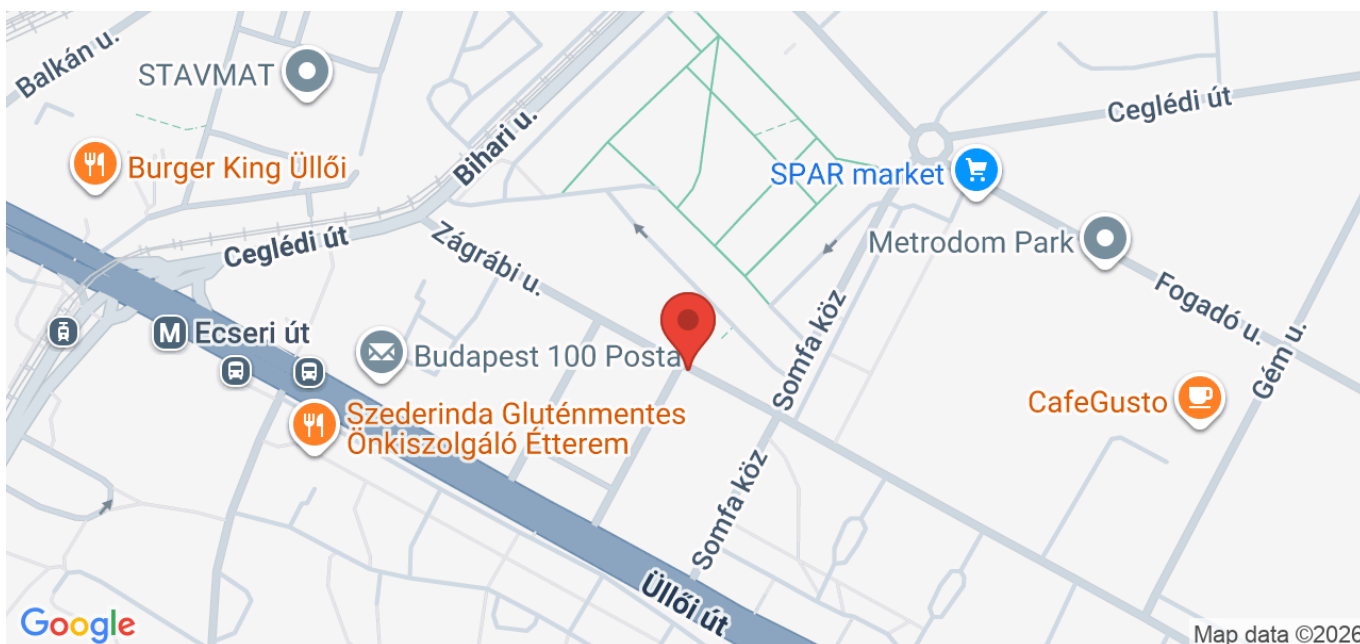 Balkán u.
STAVMAT
Ceglédi út
Bihari u.
Burger King Üllői
SPAR market
Ceglédi út
Zágrábi u.
Metrodom Park
Fogadó u.
M
Ecseri út
Budapest 100 Posta
Somfa köz
Gém u.
CafeGusto
Szederinda Gluténmentes
Önkiszolgáló Étterem
Somfa köz
Üllői út
Google
Map data ©2026